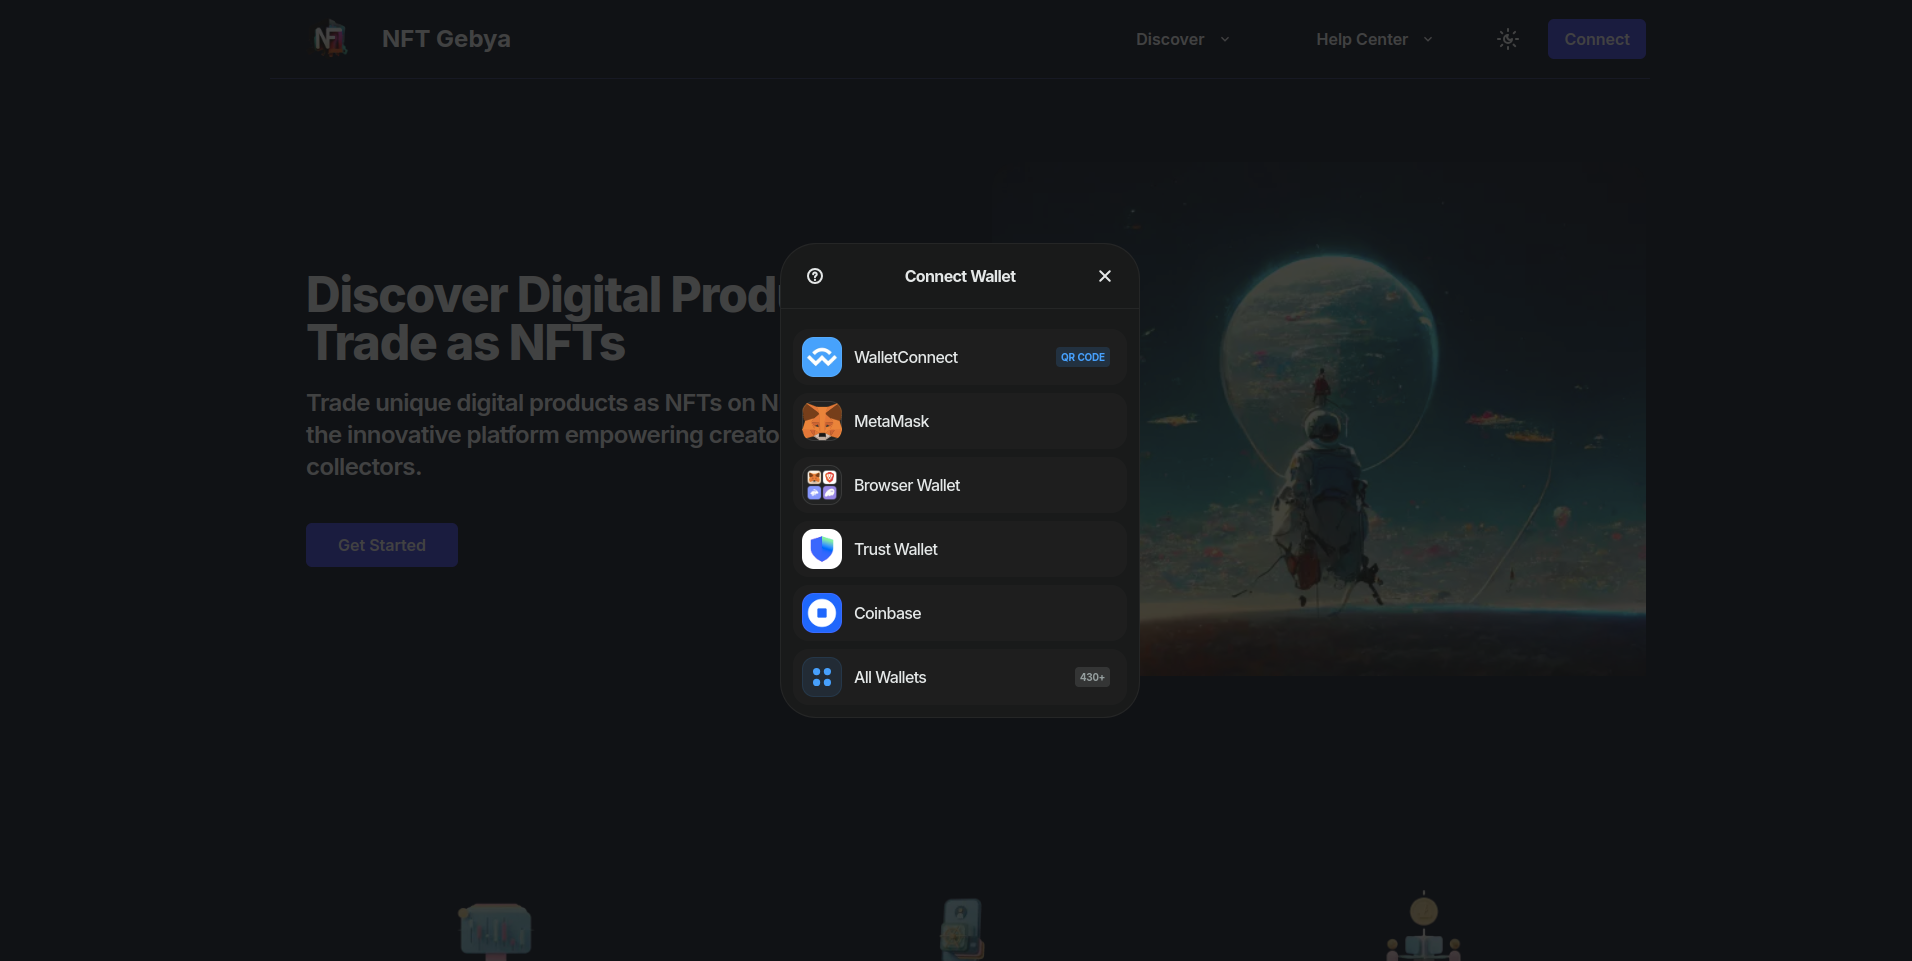 NFT
NFT Gebya
Discover
Help Center
Connect
Discover Digital
Trade as NFTs
Trade unique digital products as NFTs on
the innovative platform empowering
collectors.
Get Started
Connect Wallet
WalletConnect
QR CODE
MetaMask
Browser Wallet
Trust Wallet
Coinbase
All Wallets
430+